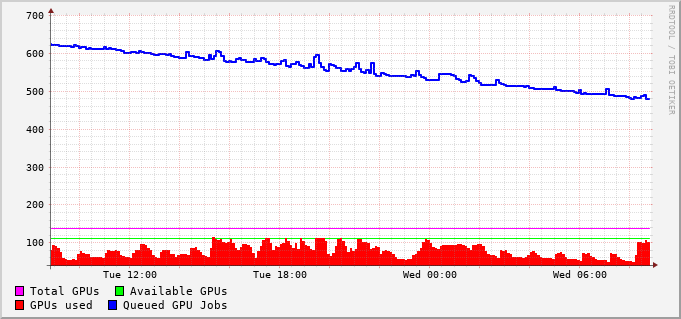 700
600
500
400
300
200
100
Tue 12:00 Tue 18:00 Wed 00:00 Wed 06:00
Total GPUs Available GPUs
GPUs used Queued GPU Jobs
RRDTOOL / TOBI OETIKER